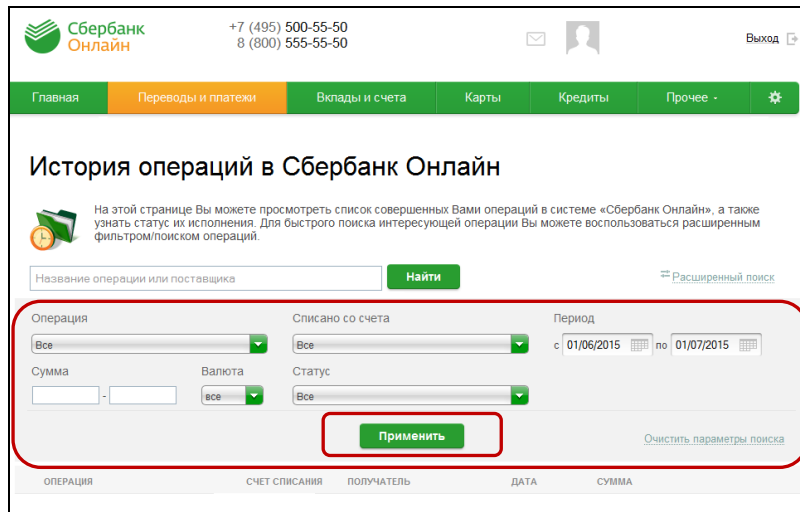 Сбербанк
Онлайн
+7 (495) 500-55-50
8 (800) 555-55-50
Выход
Главная Переводы и платежи Вклады и счета Карты Кредиты Прочее
История операций в Сбербанк Онлайн
На этой странице Вы можете просмотреть список совершенных Вами операций в системе «Сбербанк Онлайн», а также
узнать статус их исполнения. Для быстрого поиска интересующей операции Вы можете воспользоваться расширенным
фильтром/поиском операций.
Название операции или поставщика Найти Расширенный поиск
Операция Списано со счета Период
Все Все с 01/06/2015 по 01/07/2015
Сумма Валюта Статус
- все Все
Применить
Очистить параметры поиска
ОПЕРАЦИЯ СЧЕТ СПИСАНИЯ ПОЛУЧАТЕЛЬ ДАТА СУММА